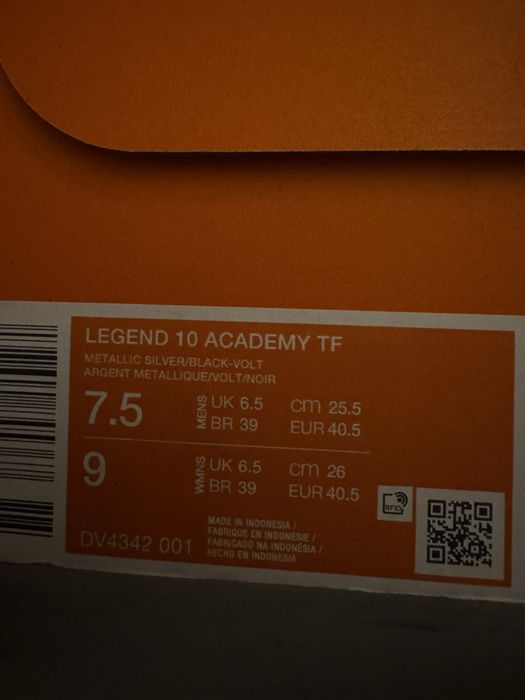 LEGEND 10 ACADEMY TF
METALLIC SILVER/BLACK-VOLT
ARGENT METALLIQUE/VOLT/NOIR
7.5 MENS UK 6.5 cm 25.5
BR 39 EUR 40.5
9 WMNS UK 6.5 cm 26
BR 39 EUR 40.5
RFID
DV4342 001
MADE IN INDONESIA /
FABRIQUE EN INDONESIE /
FABRICADO NA INDONÉSIA /
HECHO EN INDONESIA